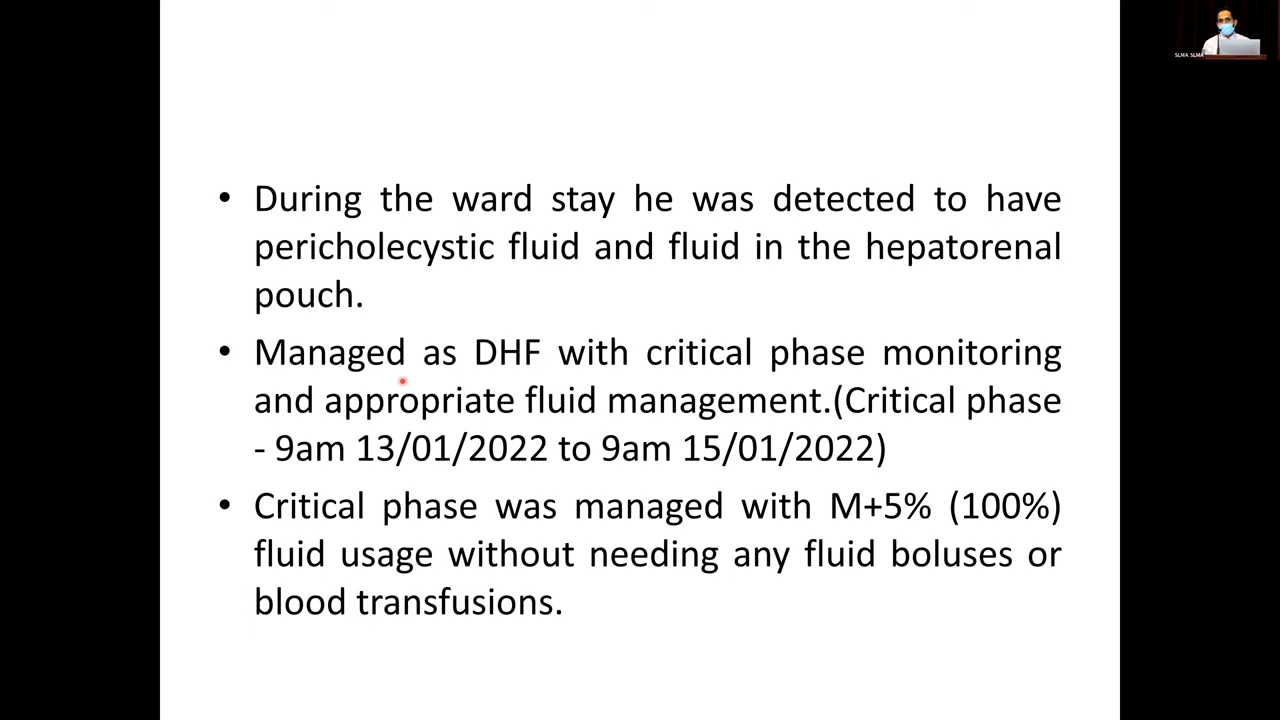 SLMA SLMA
• During the ward stay he was detected to have
pericholecystic fluid and fluid in the hepatorenal
pouch.
• Managed as DHF with critical phase monitoring
and appropriate fluid management.(Critical phase
- 9am 13/01/2022 to 9am 15/01/2022)
• Critical phase was managed with M+5% (100%)
fluid usage without needing any fluid boluses or
blood transfusions.